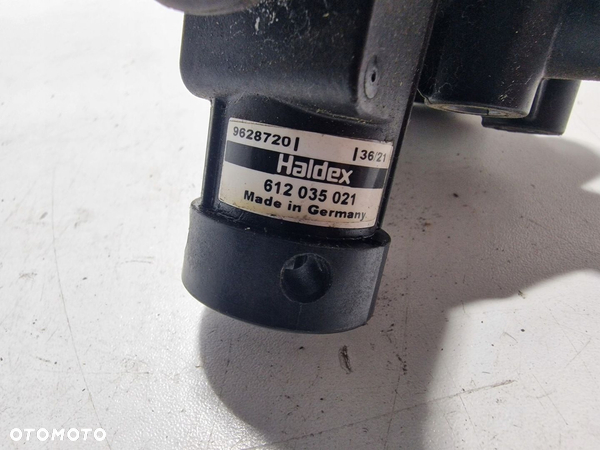 9628720 | | 36/21
Haldex
612 035 021
Made in Germany
OTOMOTO